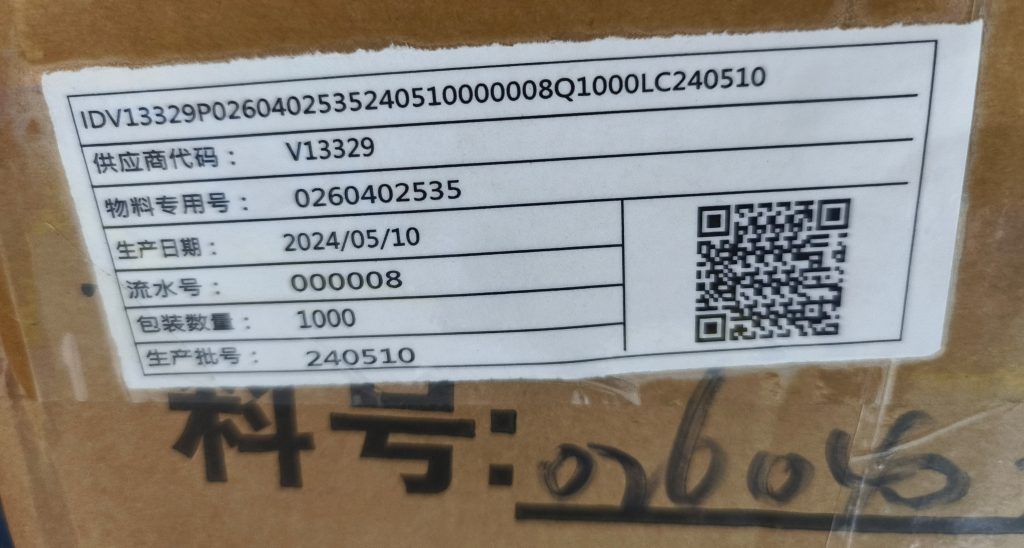 IDV13329P0260402535240510000008Q1000LC240510
供应商代码： V13329
物料专用号： 0260402535
生产日期： 2024/05/10
流水号： 000008
包装数量： 1000
生产批号： 240510
料号: 026040